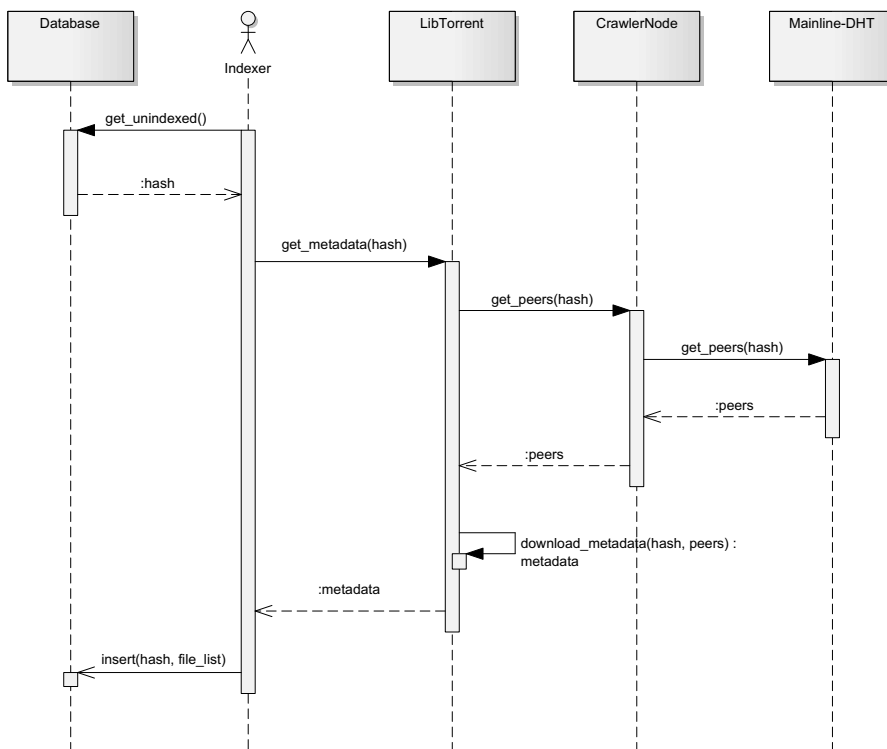 Database
LibTorrent
CrawlerNode
Mainline-DHT
Indexer
get_unindexed()
:hash
get_metadata(hash)
get_peers(hash)
get_peers(hash)
:peers
:peers
download_metadata(hash, peers) :
metadata
:metadata
insert(hash, file_list)